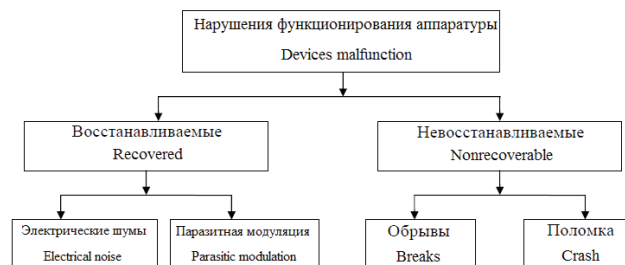 Нарушения функционирования аппаратуры
Devices malfunction
Восстанавливаемые
Recovered
Невосстанавливаемые
Nonrecoverable
Электрические шумы
Electrical noise
Паразитная модуляция
Parasitic modulation
Обрывы
Breaks
Поломка
Crash